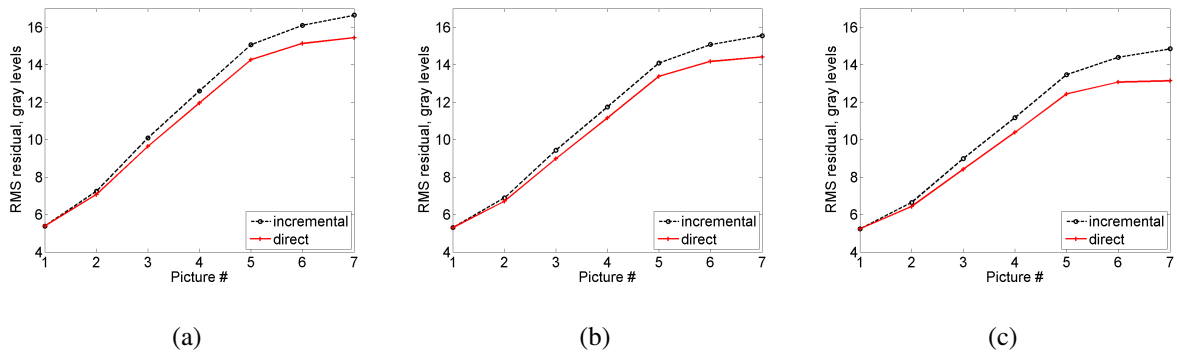 16
14
12
10
8
6
4
RMS residual, gray levels
1 2 3 4 5 6 7
Picture #
incremental
direct
(a)
16
14
12
10
8
6
4
RMS residual, gray levels
1 2 3 4 5 6 7
Picture #
incremental
direct
(b)
16
14
12
10
8
6
4
RMS residual, gray levels
1 2 3 4 5 6 7
Picture #
incremental
direct
(c)